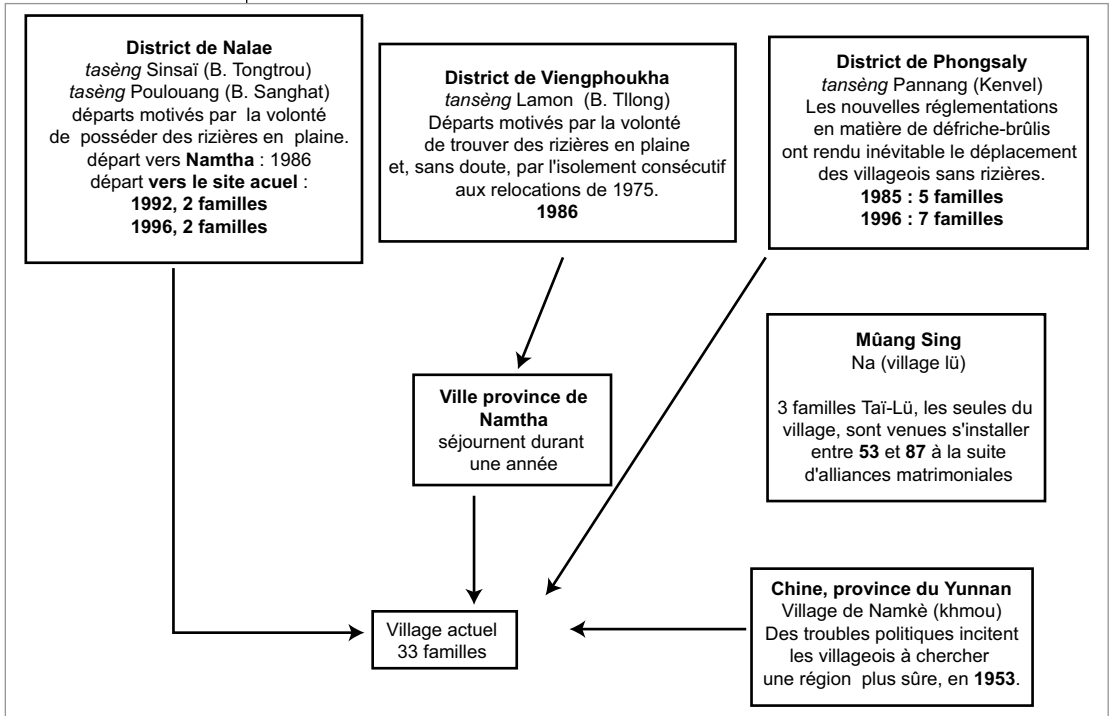 District de Nalae
tasèng Sinsaï (B. Tongtrou)
tasèng Poulouang (B. Sanghat)
départs motivés par la volonté
de posséder des rizières en plaine.
départ vers Namtha : 1986
départ vers le site acuel :
1992, 2 familles
1996, 2 familles
District de Viengphoukha
tansèng Lamon (B. Tllong)
Départs motivés par la volonté
de trouver des rizières en plaine
et, sans doute, par l'isolement consécutif
aux relocations de 1975.
1986
District de Phongsaly
tansèng Pannang (Kenvel)
Les nouvelles réglementations
en matière de défriche-brûlis
ont rendu inévitable le déplacement
des villageois sans rizières.
1985 : 5 familles
1996 : 7 familles
Mûang Sing
Na (village lü)
3 familles Taï-Lü, les seules du
village, sont venues s'installer
entre 53 et 87 à la suite
d'alliances matrimoniales
Ville province de
Namtha
séjournent durant
une année
Chine, province du Yunnan
Village de Namkè (khmou)
Des troubles politiques incitent
les villageois à chercher
une région plus sûre, en 1953.
Village actuel
33 familles